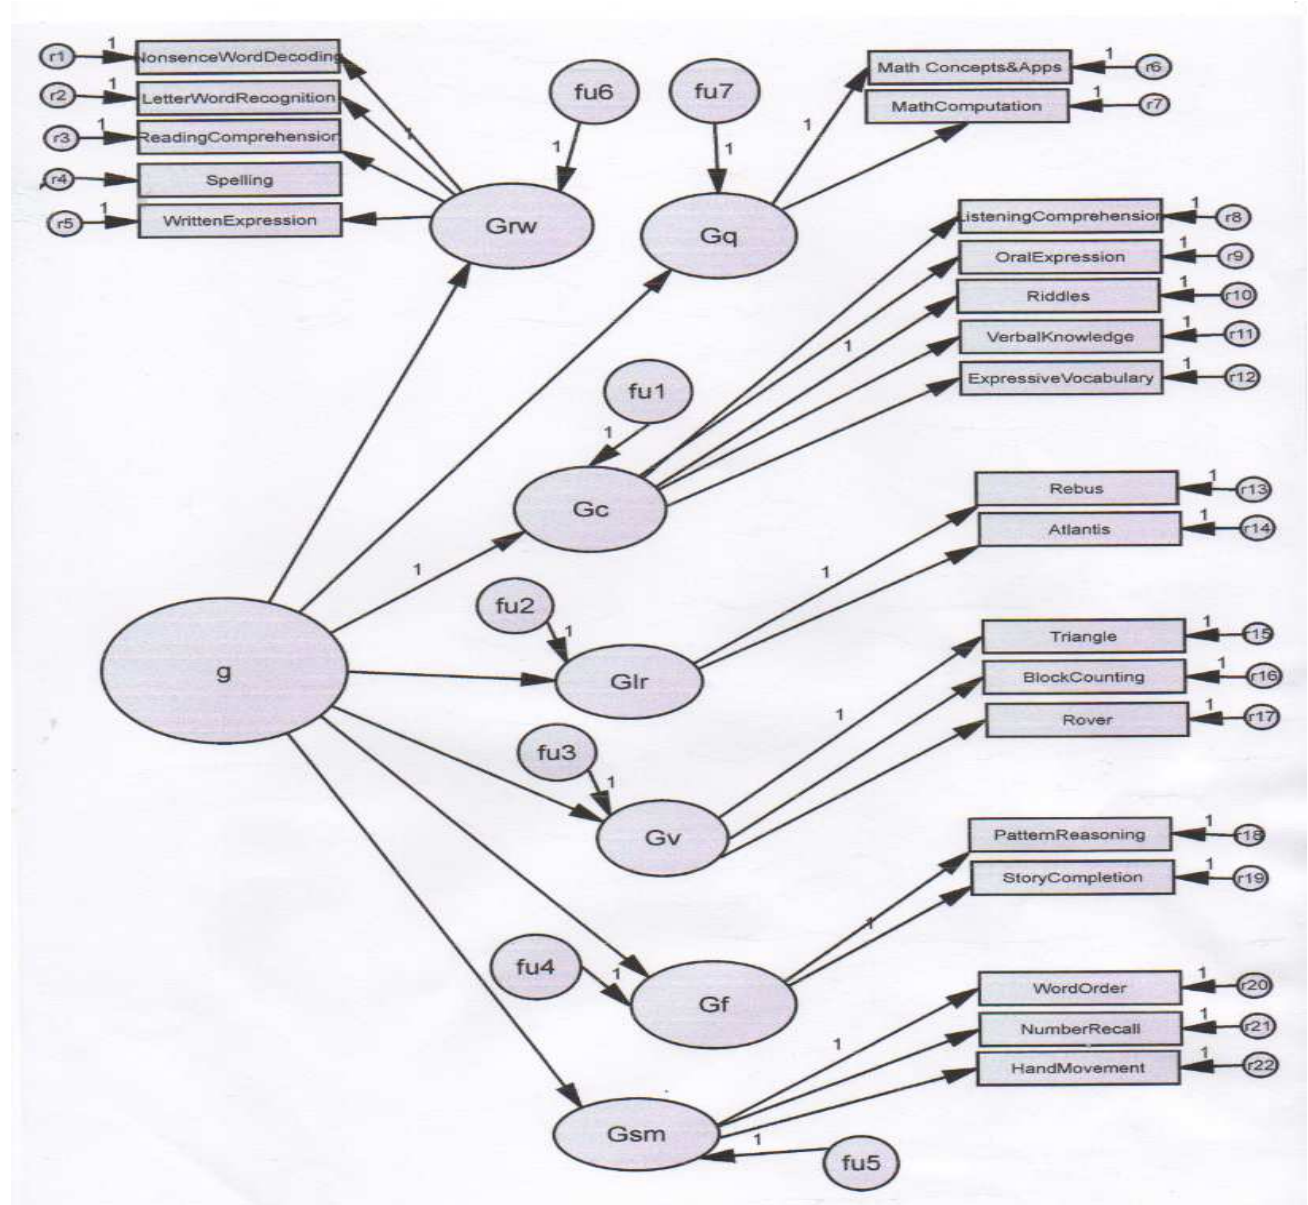 r1 1 NonsenceWordDecoding
r2 1 LetterWordRecognition
r3 1 ReadingComprehension
r4 Spelling
r5 1 WrittenExpression
1
fu6
1
Grw
fu7
1
Gq
1
Math Concepts&Apps 1 r6
MathComputation 1 r7
ListeningComprehension 1 r8
OralExpression 1 r9
Riddles 1 r10
VerbalKnowledge 1 r11
ExpressiveVocabulary 1 r12
1
fu1
1
Gc
1
Rebus 1 r13
Atlantis 1 r14
1
fu2
1
Glr
g
Triangle 1 r15
BlockCounting 1 r16
Rover 1 r17
1
fu3
1
Gv
PatternReasoning 1 r18
StoryCompletion 1 r19
1
fu4
1
Gf
WordOrder 1 r20
NumberRecall 1 r21
HandMovement 1 r22
1
Gsm
1
fu5